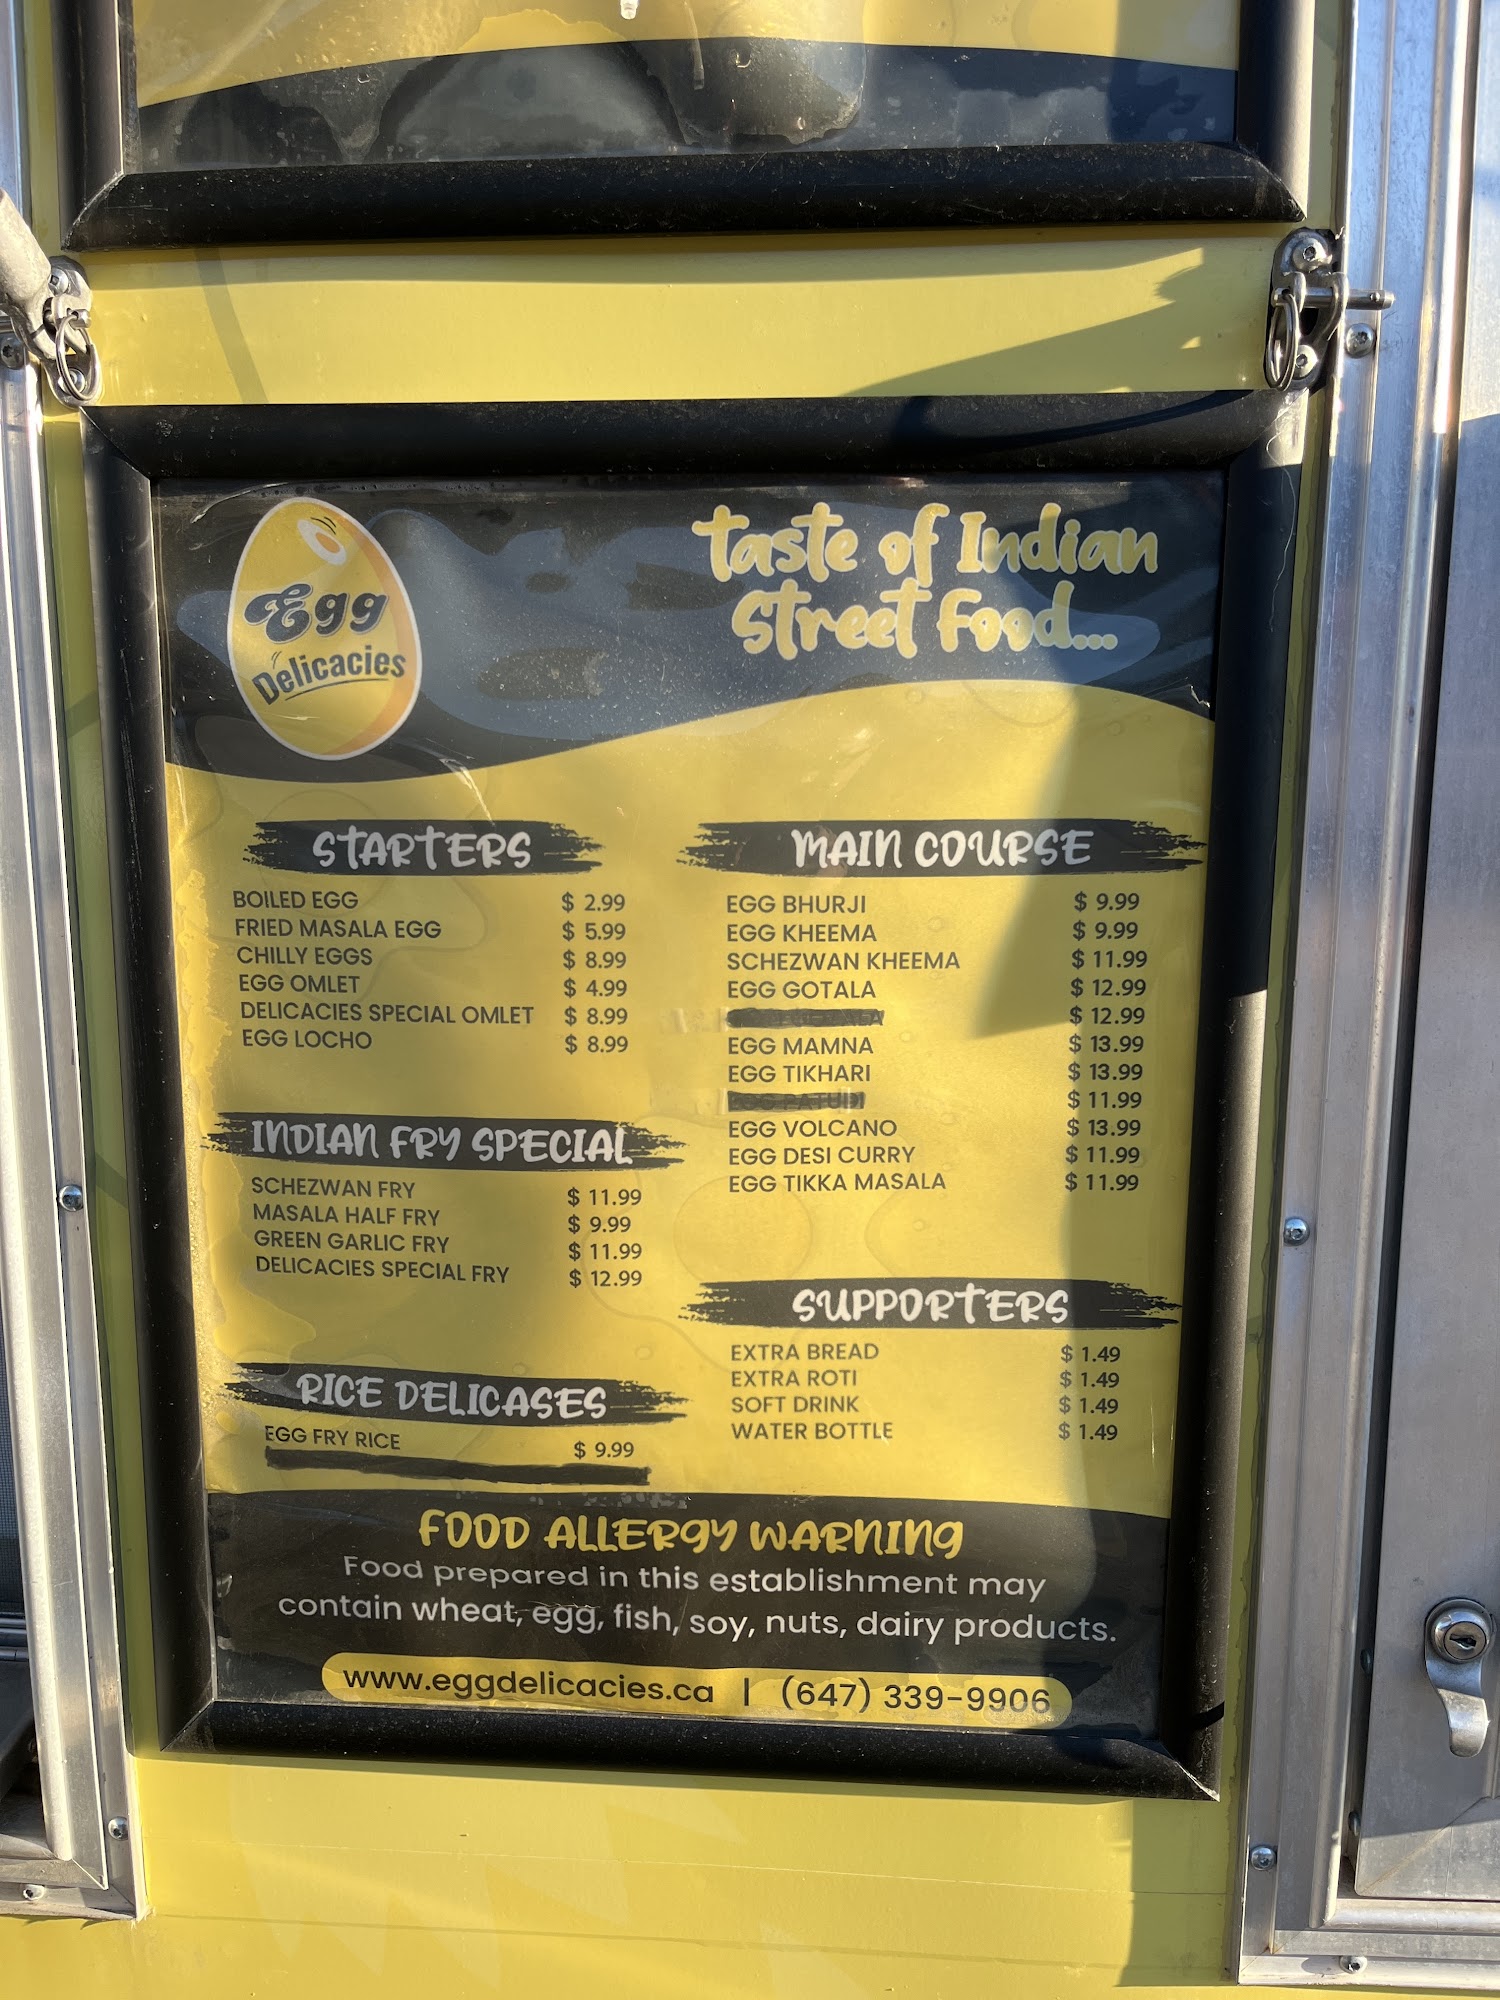 Egg
Delicacies
Taste of Indian
Street Food...
STARTERS
BOILED EGG $ 2.99
FRIED MASALA EGG $ 5.99
CHILLY EGGS $ 8.99
EGG OMLET $ 4.99
DELICACIES SPECIAL OMLET $ 8.99
EGG LOCHO $ 8.99
INDIAN FRY SPECIAL
SCHEZWAN FRY $ 11.99
MASALA HALF FRY $ 9.99
GREEN GARLIC FRY $ 11.99
DELICACIES SPECIAL FRY $ 12.99
RICE DELICASES
EGG FRY RICE $ 9.99
MAIN COURSE
EGG BHURJI $ 9.99
EGG KHEEMA $ 9.99
SCHEZWAN KHEEMA $ 11.99
EGG GOTALA $ 12.99
$ 12.99
EGG MAMNA $ 13.99
EGG TIKHARI $ 13.99
EGG PATUDI $ 11.99
EGG VOLCANO $ 13.99
EGG DESI CURRY $ 11.99
EGG TIKKA MASALA $ 11.99
SUPPORTERS
EXTRA BREAD $ 1.49
EXTRA ROTI $ 1.49
SOFT DRINK $ 1.49
WATER BOTTLE $ 1.49
FOOD ALLERGY WARNING
Food prepared in this establishment may
contain wheat, egg, fish, soy, nuts, dairy products.
www.eggdelicacies.ca | (647) 339-9906